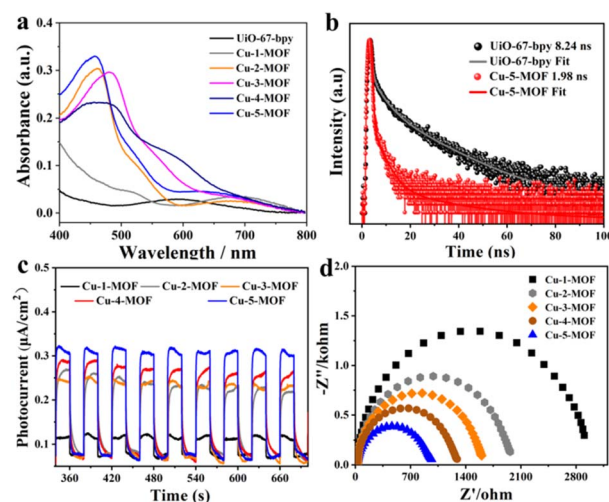 a
UiO-67-bpy
Cu-1-MOF
Cu-2-MOF
Cu-3-MOF
Cu-4-MOF
Cu-5-MOF
Absorbance (a.u.)
0.3
0.2
0.1
0.0
400 500 600 700 800
Wavelength / nm
b
UiO-67-bpy 8.24 ns
UiO-67-bpy Fit
Cu-5-MOF 1.98 ns
Cu-5-MOF Fit
Intensity (a.u)
0 20 40 60 80 100
Time (ns)
c
Cu-1-MOF Cu-2-MOF Cu-3-MOF
Cu-4-MOF Cu-5-MOF
Photocurrent (μA/cm²)
0.5
0.4
0.3
0.2
0.1
360 420 480 540 600 660
Time (s)
d
Cu-1-MOF
Cu-2-MOF
Cu-3-MOF
Cu-4-MOF
Cu-5-MOF
-Z''/kohm
2.0
1.5
1.0
0.5
0.0
0 700 1400 2100 2800
Z'/ohm